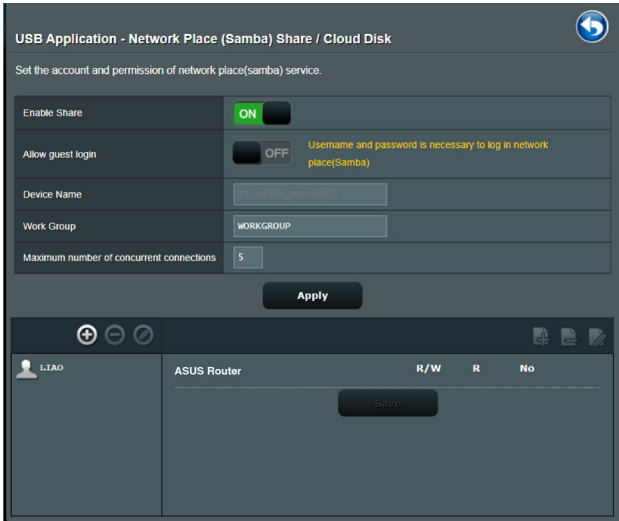 USB Application - Network Place (Samba) Share / Cloud Disk
Set the account and permission of network place(samba) service.
Enable Share ON
Allow guest login OFF Username and password is necessary to log in network
place(Samba)
Device Name
Work Group WORKGROUP
Maximum number of concurrent connections 5
Apply
LIAO
ASUS Router R/W R No
Save